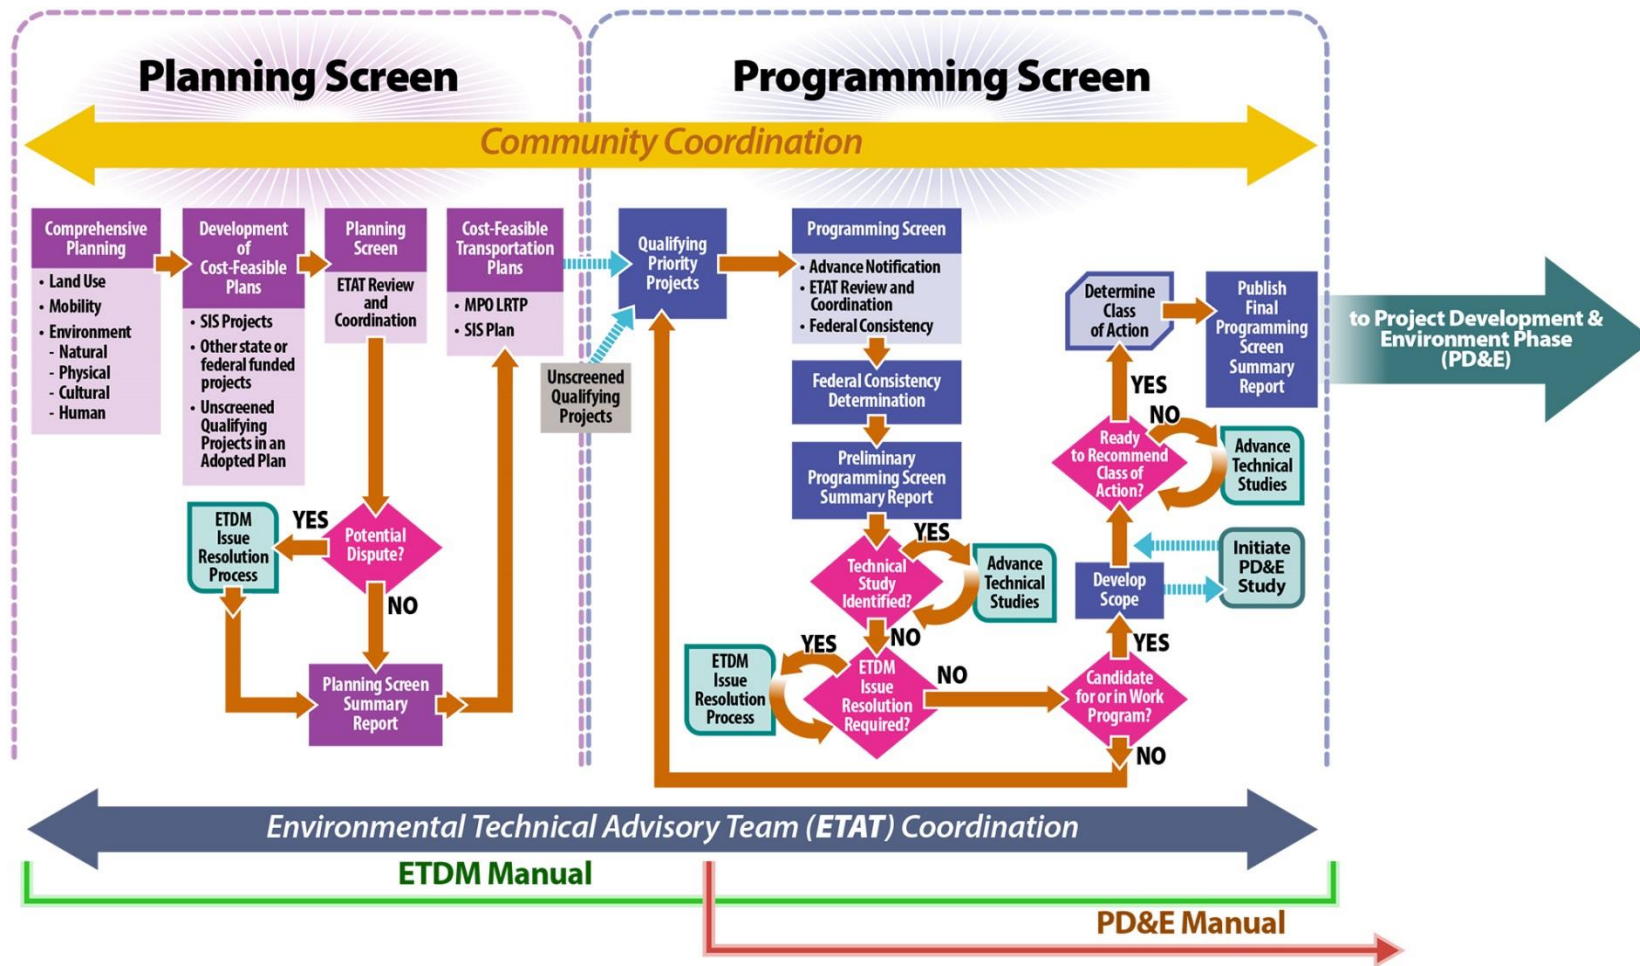 Planning Screen
Programming Screen
Community Coordination
Comprehensive
Planning
• Land Use
• Mobility
• Environment
- Natural
- Physical
- Cultural
- Human
Development
of
Cost-Feasible
Plans
• SIS Projects
• Other state or
federal funded
projects
• Unscreened
Qualifying
Projects in an
Adopted Plan
Planning
Screen
ETAT Review
and
Coordination
Cost-Feasible
Transportation
Plans
• MPO LRTP
• SIS Plan
Potential
Dispute?
YES
ETDM
Issue
Resolution
Process
NO
Planning Screen
Summary
Report
Unscreened
Qualifying
Projects
Qualifying
Priority
Projects
Programming Screen
• Advance Notification
• ETAT Review and
Coordination
• Federal Consistency
Federal Consistency
Determination
Preliminary
Programming Screen
Summary Report
Technical
Study
Identified?
YES
Advance
Technical
Studies
NO
ETDM
Issue
Resolution
Required?
YES
ETDM
Issue
Resolution
Process
NO
Candidate
for or in Work
Program?
NO
YES
Develop
Scope
Initiate
PD&E
Study
Ready
to Recommend
Class of
Action?
NO
Advance
Technical
Studies
YES
Determine
Class
of Action
Publish
Final
Programming
Screen
Summary
Report
to Project Development &
Environment Phase
(PD&E)
Environmental Technical Advisory Team (ETAT) Coordination
ETDM Manual
PD&E Manual